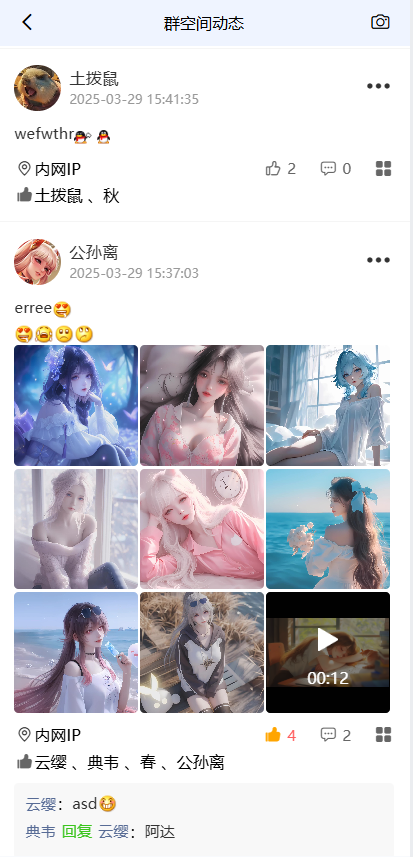 群空间动态
土拨鼠
2025-03-29 15:41:35
wefwthr
内网IP 2 0
土拨鼠 、秋
公孙离
2025-03-29 15:37:03
erree😍
😍😭🙁🙄
00:12
内网IP 4 2
云缨 、典韦 、春 、公孙离
云缨：asd😆
典韦 回复 云缨：阿达